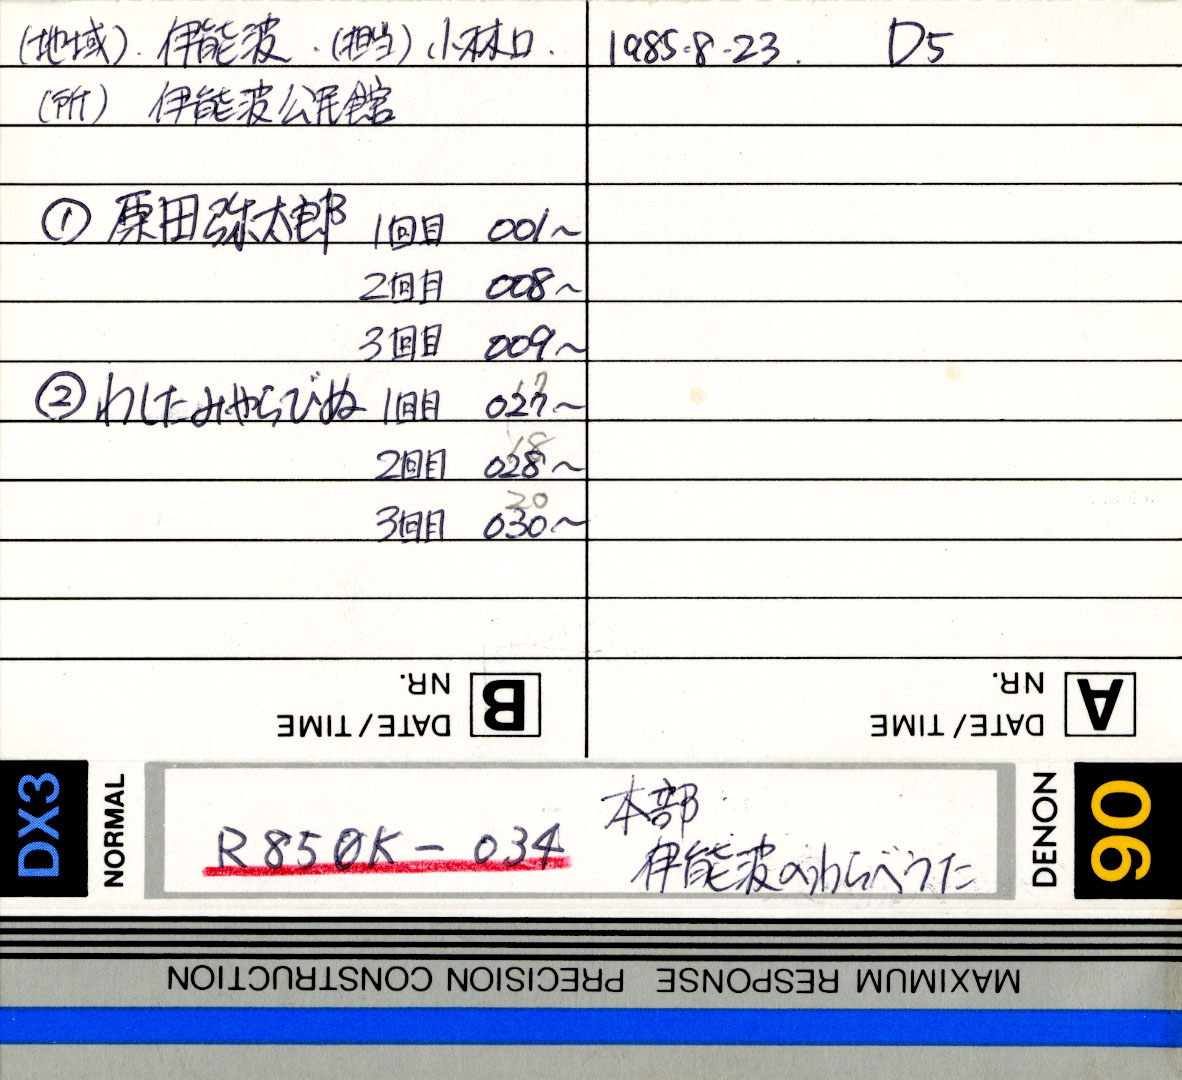 (地域). 伊能波 . (担当) 小林口.
1985.8.23. D5
(所) 伊能波公民館
① 原田弥太郎 1回目 001~
2回目 008~
3回目 009~
② わしたみやらびぬ 1回目 027~
17
2回目 028~
18
3回目 030~
20
B NR.
DATE/TIME
A NR.
DATE/TIME
DX3
NORMAL
R850K-034
本部
伊能波のわらべうた
DENON
90
MAXIMUM RESPONSE PRECISION CONSTRUCTION